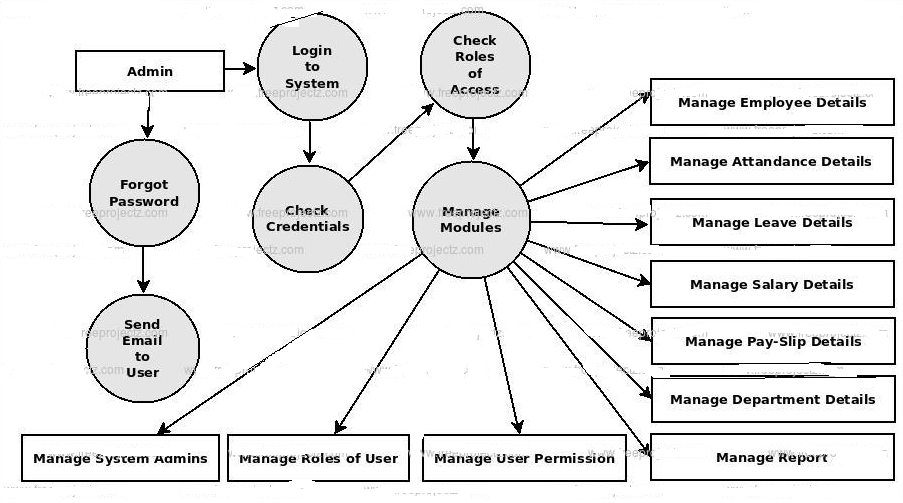 Admin
Login
to
System
Check
Roles
of
Access
Forgot
Password
Check
Credentials
Manage
Modules
Send
Email
to
User
Manage Employee Details
Manage Attandance Details
Manage Leave Details
Manage Salary Details
Manage Pay-Slip Details
Manage Department Details
Manage Report
Manage System Admins
Manage Roles of User
Manage User Permission